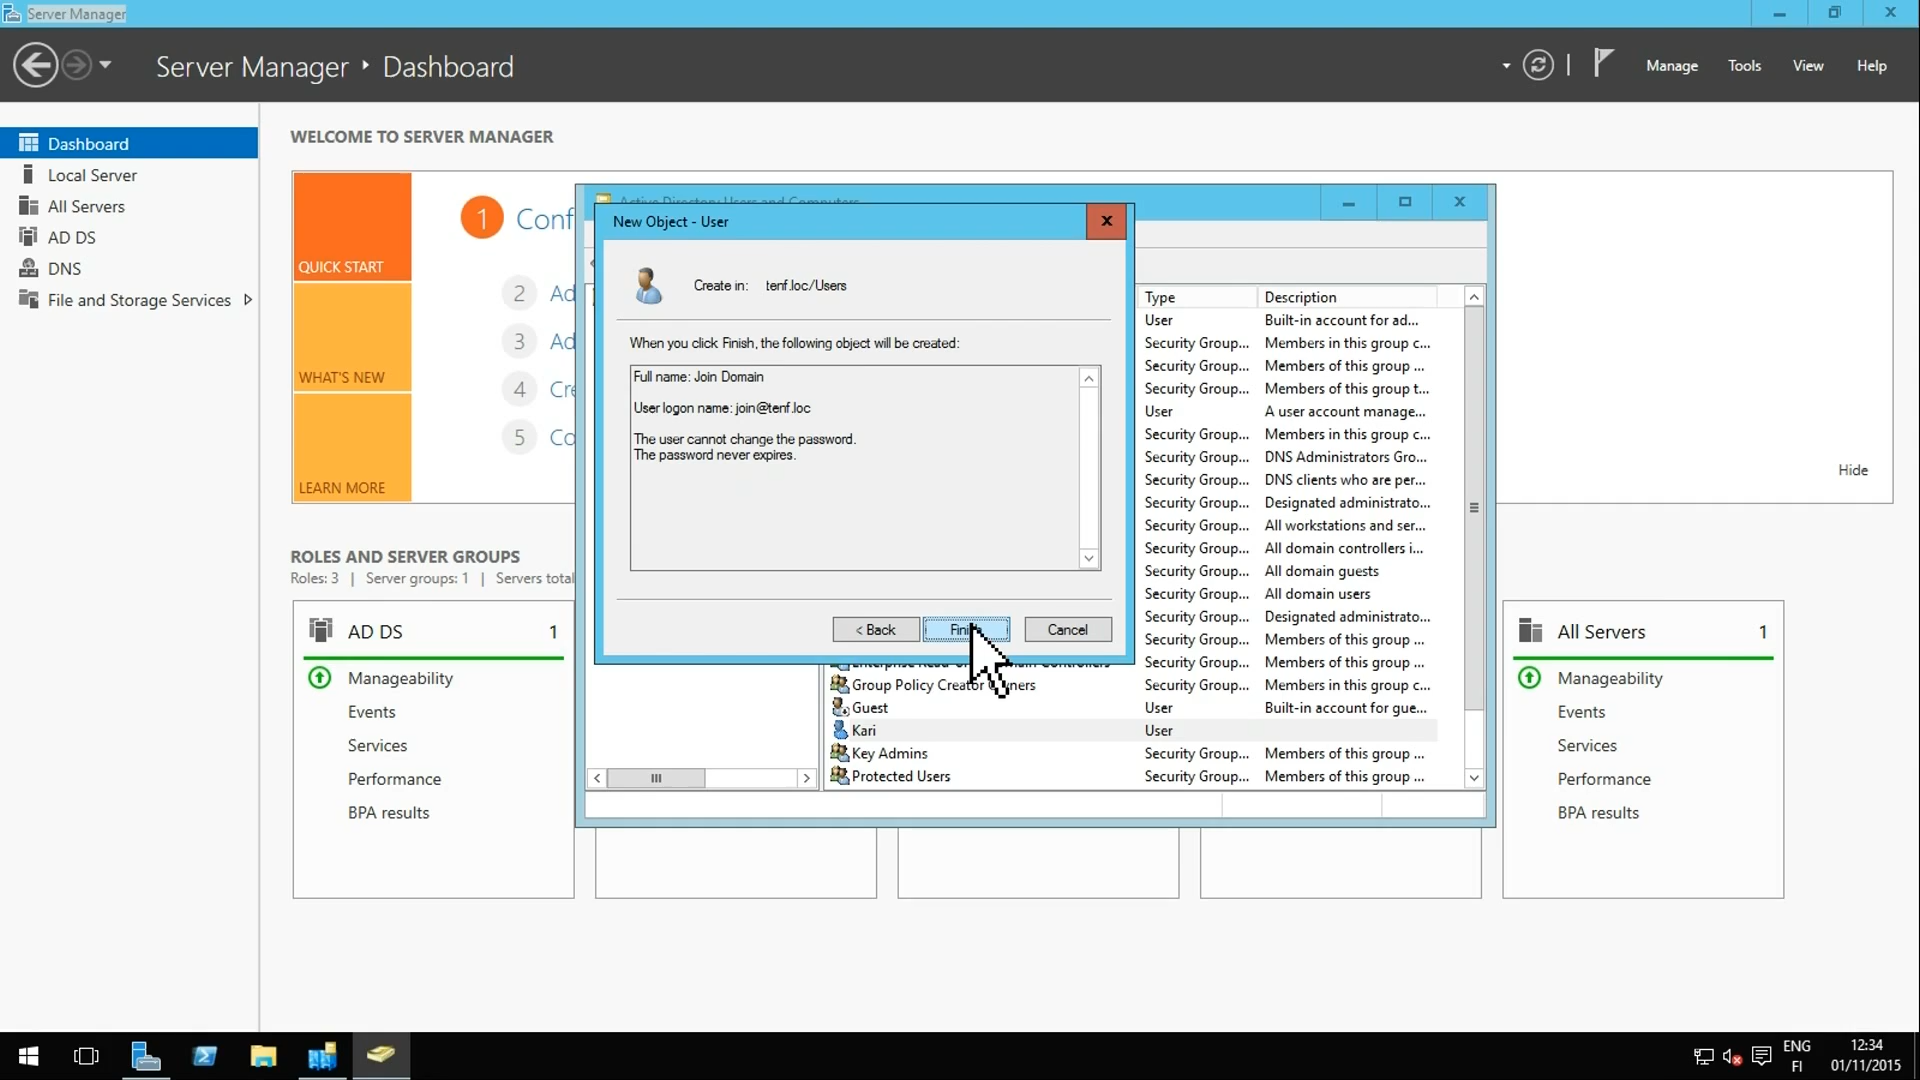 Server Manager
Server Manager ‣ Dashboard
Manage
Tools
View
Help
Dashboard
Local Server
All Servers
AD DS
DNS
File and Storage Services
WELCOME TO SERVER MANAGER
QUICK START
WHAT'S NEW
LEARN MORE
1
2
3
4
5
Hide
Active Directory Users and Computers
New Object - User
Create in: tenf.loc/Users
When you click Finish, the following object will be created:
Full name: Join Domain
User logon name: join@tenf.loc
The user cannot change the password.
The password never expires.
< Back
Cancel
Type Description
User Built-in account for ad...
Security Group... Members in this group c...
Security Group... Members of this group ...
Security Group... Members of this group t...
User A user account manage...
Security Group... Members in this group c...
Security Group... DNS Administrators Gro...
Security Group... DNS clients who are per...
Security Group... Designated administrato...
Security Group... All workstations and ser...
Security Group... All domain controllers i...
Security Group... All domain guests
Security Group... All domain users
Security Group... Designated administrato...
Security Group... Members of this group ...
Security Group... Members of this group ...
Group Policy Creator Owners Security Group... Members in this group c...
Guest User Built-in account for gue...
Kari User
Key Admins Security Group... Members of this group ...
Protected Users Security Group... Members of this group ...
ROLES AND SERVER GROUPS
Roles: 3 | Server groups: 1 | Servers total
AD DS 1
Manageability
Events
Services
Performance
BPA results
All Servers 1
Manageability
Events
Services
Performance
BPA results
ENG
FI
12:34
01/11/2015